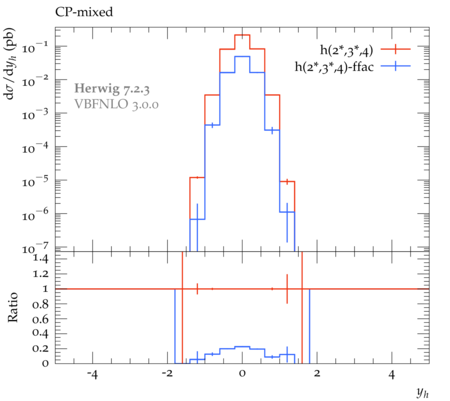 CP-mixed
dσ/dy_h (pb)
10⁻¹
10⁻²
10⁻³
10⁻⁴
10⁻⁵
10⁻⁶
10⁻⁷
h(2*,3*,4)
h(2*,3*,4)-ffac
Herwig 7.2.3
VBFNLO 3.0.0
Ratio
1.4
1.2
1
0.8
0.6
0.4
0.2
0
-4 -2 0 2 4
y_h